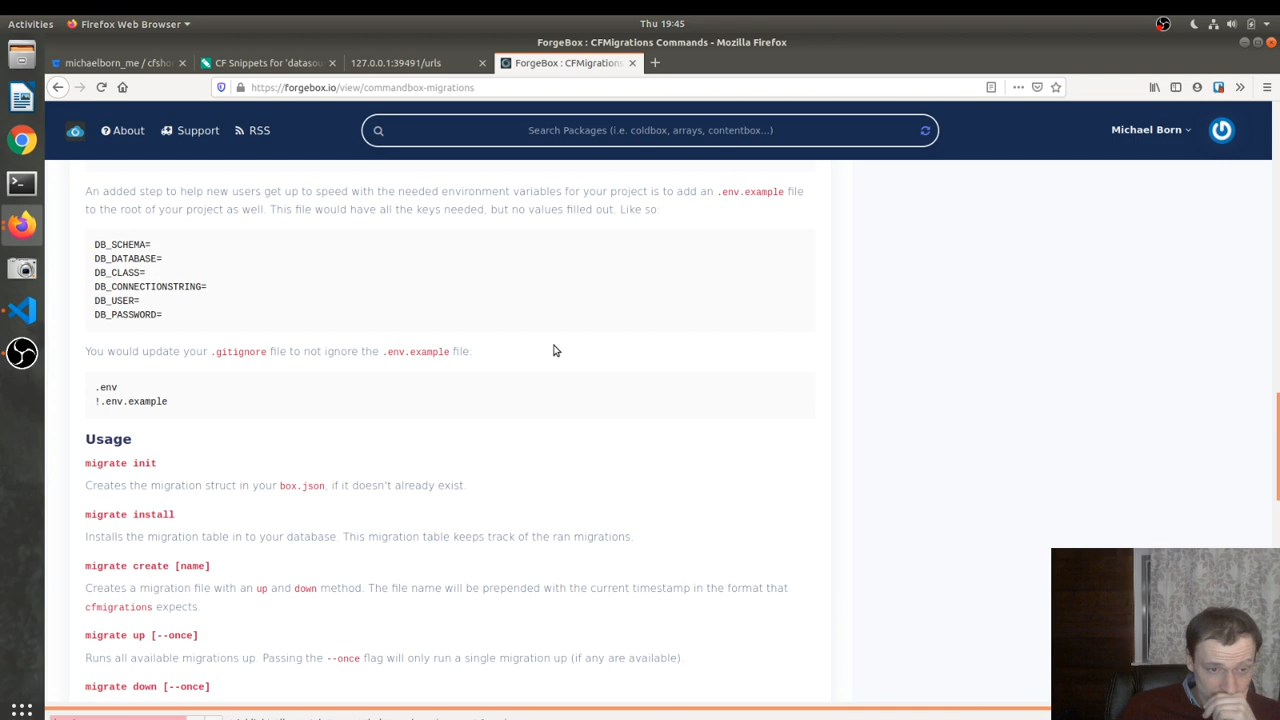 Activities
Firefox Web Browser
Thu 19:45
ForgeBox : CFMigrations Commands - Mozilla Firefox
michaelborn_me / cfsho
CF Snippets for 'datasou
127.0.0.1:39491/urls
ForgeBox : CFMigrations
https://forgebox.io/view/commandbox-migrations
About
Support
RSS
Search Packages (i.e. coldbox, arrays, contentbox...)
Michael Born
An added step to help new users get up to speed with the needed environment variables for your project is to add an .env.example file
to the root of your project as well. This file would have all the keys needed, but no values filled out. Like so:
DB_SCHEMA=
DB_DATABASE=
DB_CLASS=
DB_CONNECTIONSTRING=
DB_USER=
DB_PASSWORD=
You would update your .gitignore file to not ignore the .env.example file:
.env
!.env.example
Usage
migrate init
Creates the migration struct in your box.json, if it doesn't already exist.
migrate install
Installs the migration table in to your database. This migration table keeps track of the ran migrations.
migrate create [name]
Creates a migration file with an up and down method. The file name will be prepended with the current timestamp in the format that
cfmigrations expects.
migrate up [--once]
Runs all available migrations up. Passing the --once flag will only run a single migration up (if any are available).
migrate down [--once]